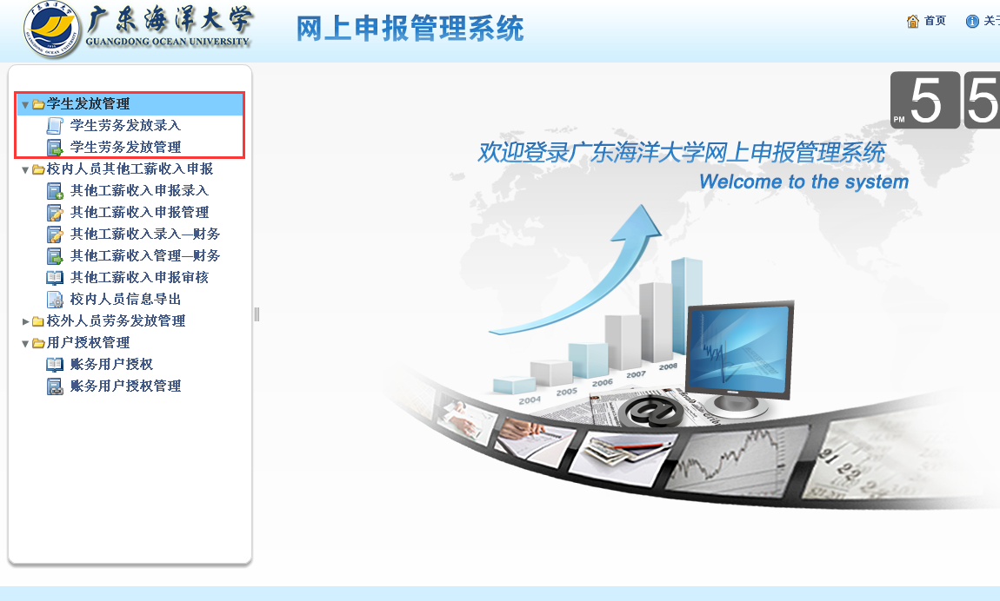 广东海洋大学
GUANGDONG OCEAN UNIVERSITY
网上申报管理系统
首页
关于
学生发放管理
学生劳务发放录入
学生劳务发放管理
校内人员其他工薪收入申报
其他工薪收入申报录入
其他工薪收入申报管理
其他工薪收入录入—财务
其他工薪收入管理—财务
其他工薪收入申报审核
校内人员信息导出
校外人员劳务发放管理
用户授权管理
账务用户授权
账务用户授权管理
PM 5 5
欢迎登录广东海洋大学网上申报管理系统
Welcome to the system
2004 2005 2006 2007 2008
@